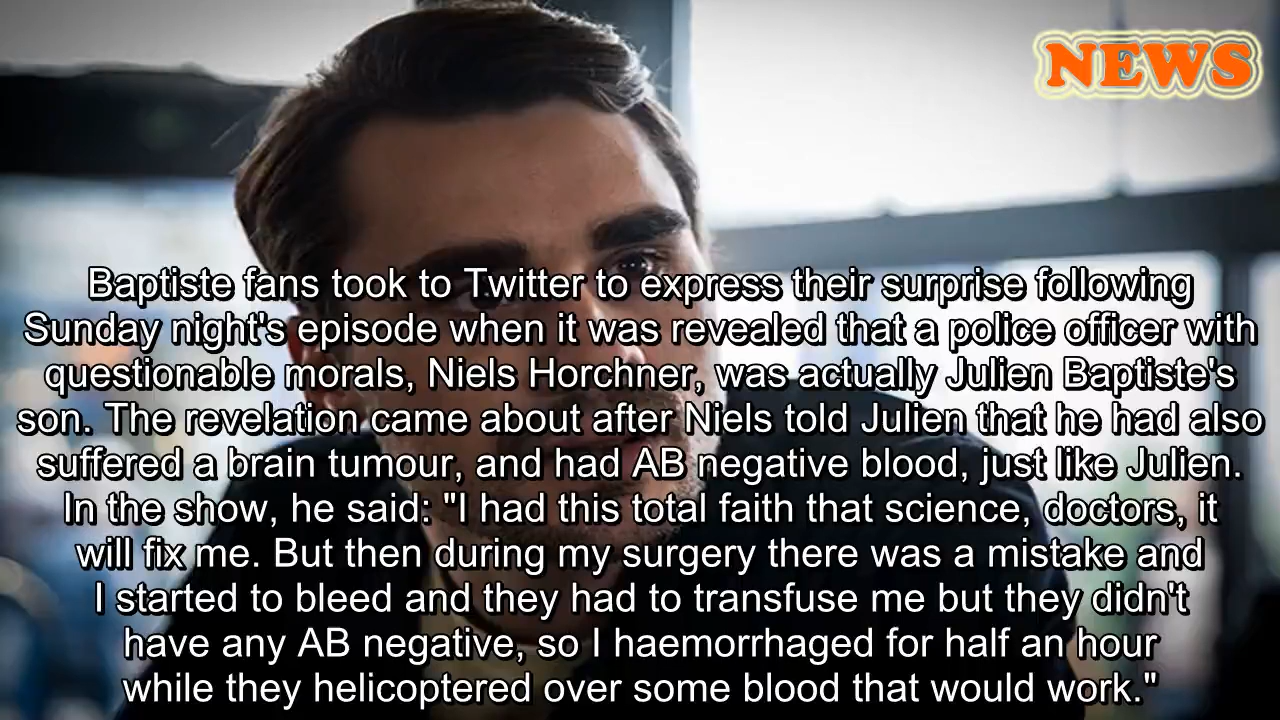 NEWS
Baptiste fans took to Twitter to express their surprise following
Sunday night's episode when it was revealed that a police officer with
questionable morals, Niels Horchner, was actually Julien Baptiste's
son. The revelation came about after Niels told Julien that he had also
suffered a brain tumour, and had AB negative blood, just like Julien.
In the show, he said: "I had this total faith that science, doctors, it
will fix me. But then during my surgery there was a mistake and
I started to bleed and they had to transfuse me but they didn't
have any AB negative, so I haemorrhaged for half an hour
while they helicoptered over some blood that would work."